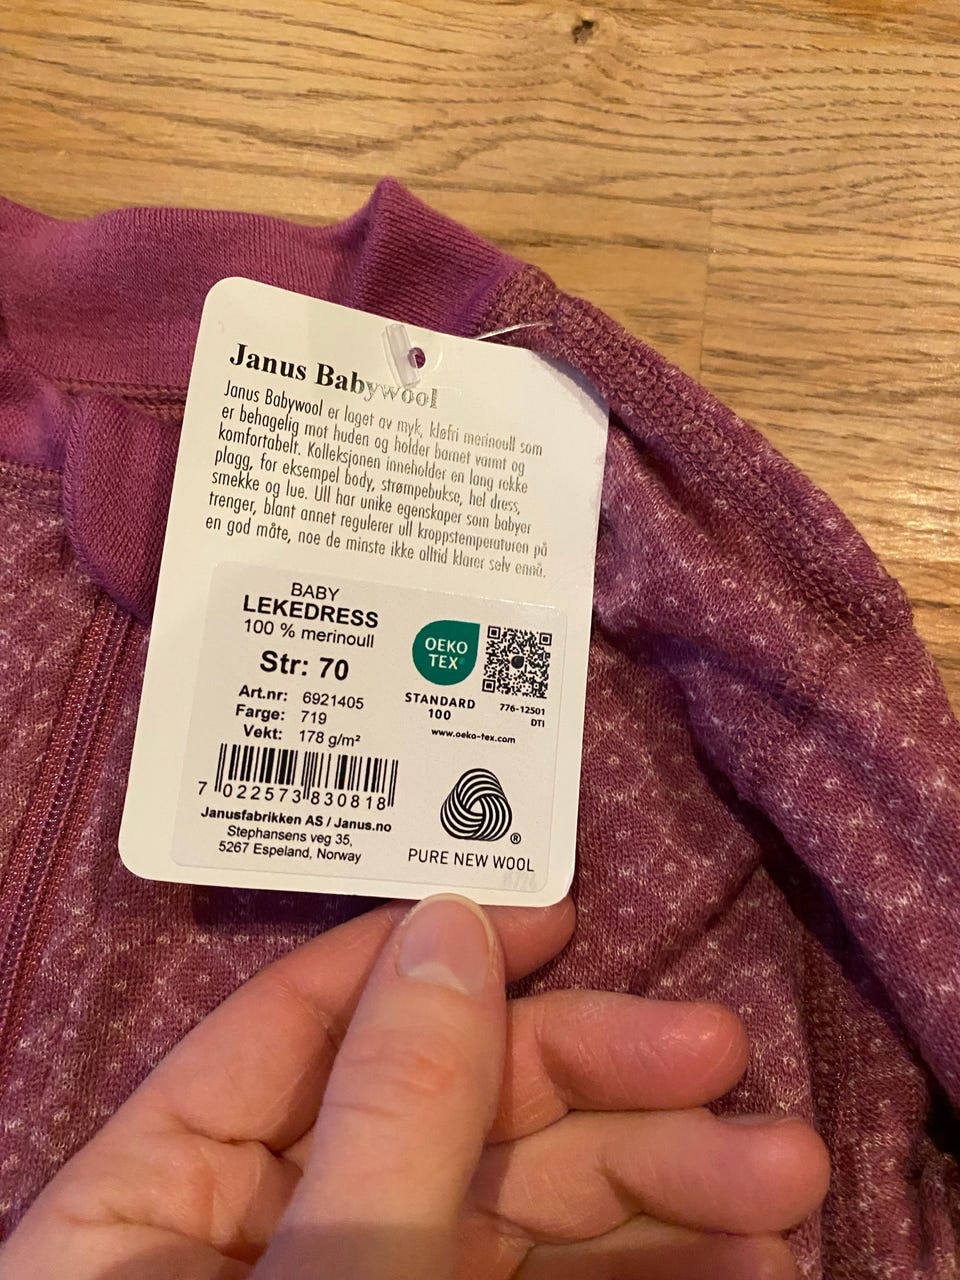 Janus Babywool
Janus Babywool er laget av myk, kløfri merinoull som
er behagelig mot huden og holder barnet varmt og
komfortabelt. Kolleksjonen inneholder en lang rekke
plagg, for eksempel body, strømpebukse, hel dress,
smekke og lue. Ull har unike egenskaper som babyer
trenger, blant annet regulerer ull kroppstemperaturen på
en god måte, noe de minste ikke alltid klarer selv ennå.
BABY
LEKEDRESS
100 % merinoull
Str: 70
Art.nr: 6921405
Farge: 719
Vekt: 178 g/m²
7 022573 830818
Janusfabrikken AS / Janus.no
Stephansens veg 35,
5267 Espeland, Norway
OEKO
TEX®
STANDARD
100
776-12501
DTI
www.oeko-tex.com
®
PURE NEW WOOL